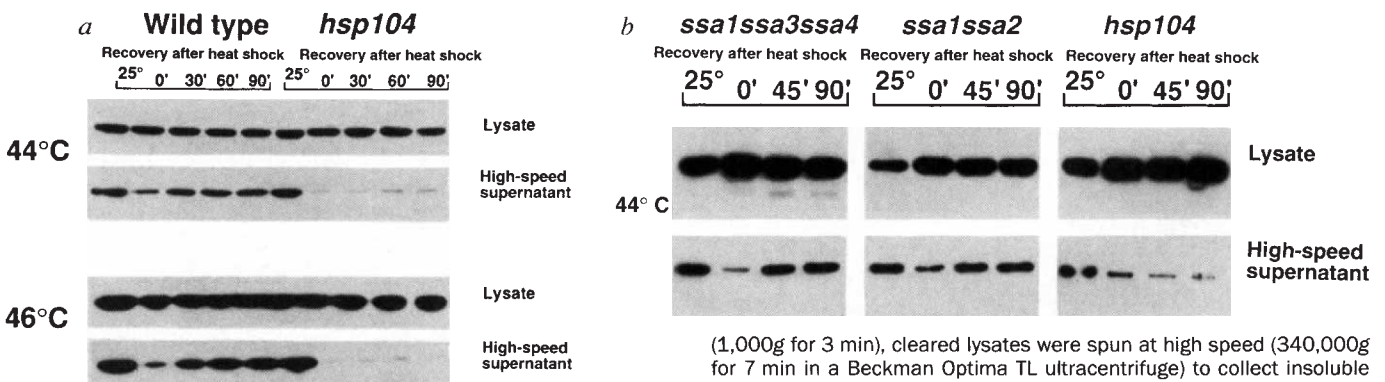 a Wild type hsp104
Recovery after heat shock Recovery after heat shock
25° 0' 30' 60' 90' 25° 0' 30' 60' 90'
44°C
Lysate
High-speed
supernatant
46°C
Lysate
High-speed
supernatant
b ssa1ssa3ssa4 ssa1ssa2 hsp104
Recovery after heat shock Recovery after heat shock Recovery after heat shock
25° 0' 45' 90' 25° 0' 45' 90' 25° 0' 45' 90'
44° C
Lysate
High-speed
supernatant
(1,000g for 3 min), cleared lysates were spun at high speed (340,000g
for 7 min in a Beckman Optima TL ultracentrifuge) to collect insoluble